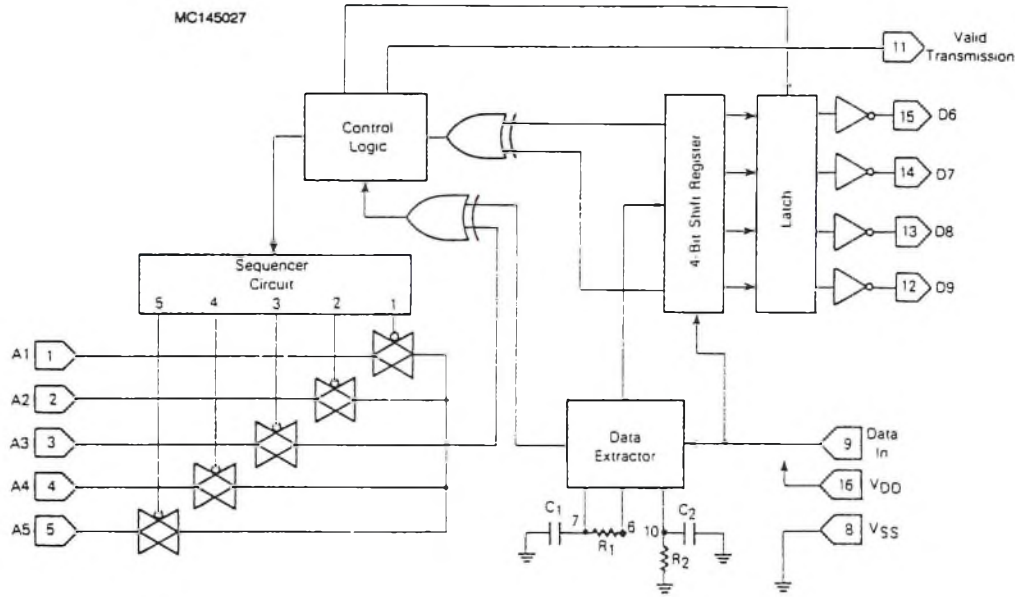 MC145027
11
Valid
Transmission
Control
Logic
4-Bit Shift Register
Latch
15
D6
14
D7
13
D8
12
D9
Sequencer
Circuit
5
4
3
2
1
A1
1
A2
2
A3
3
A4
4
A5
5
Data
Extractor
9
Data
In
16
VDD
8
VSS
C1
7
R1
6
10
C2
R2